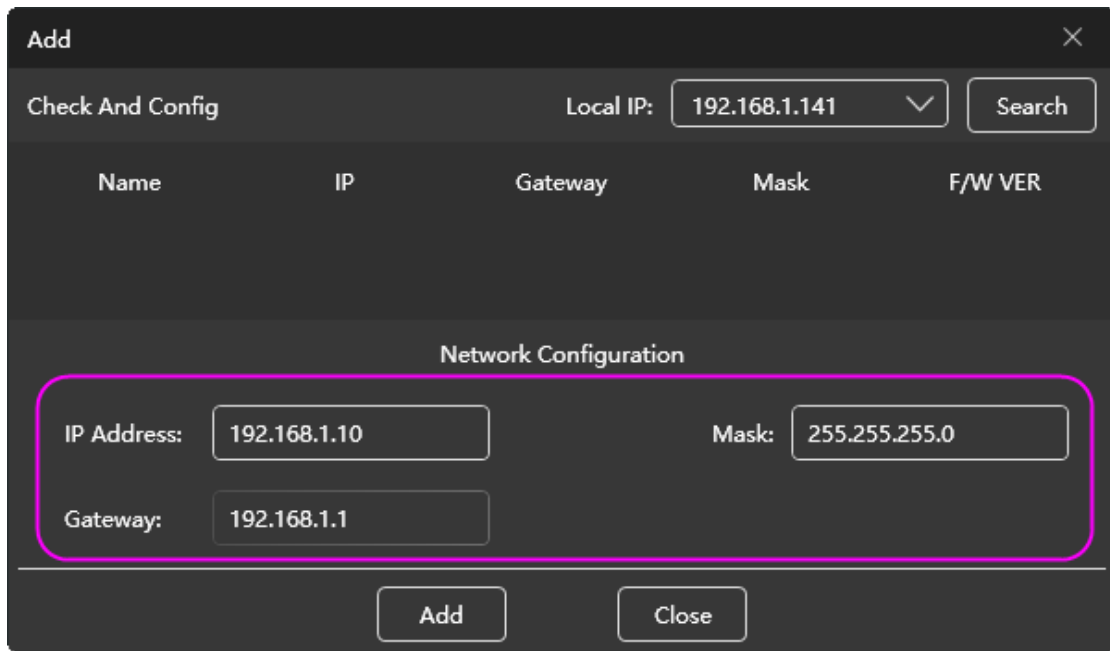 Add
Check And Config Local IP: 192.168.1.141 Search
Name IP Gateway Mask F/W VER
Network Configuration
IP Address: 192.168.1.10 Mask: 255.255.255.0
Gateway: 192.168.1.1
Add Close